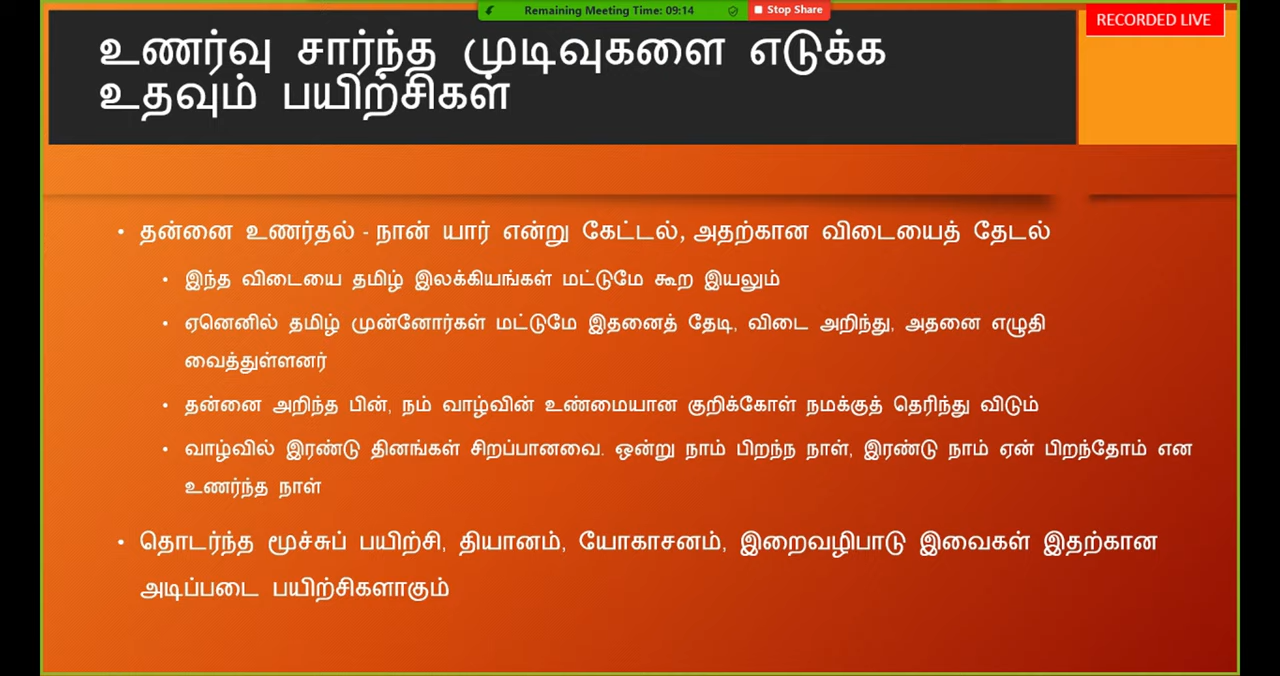 Remaining Meeting Time: 09:14
Stop Share
RECORDED LIVE
உணர்வு சார்ந்த முடிவுகளை எடுக்க
உதவும் பயிற்சிகள்
• தன்னை உணர்தல் - நான் யார் என்று கேட்டல், அதற்கான விடையைத் தேடல்
• இந்த விடையை தமிழ் இலக்கியங்கள் மட்டுமே கூற இயலும்
• ஏனெனில் தமிழ் முன்னோர்கள் மட்டுமே இதனைத் தேடி, விடை அறிந்து, அதனை எழுதி
வைத்துள்ளனர்
• தன்னை அறிந்த பின், நம் வாழ்வின் உண்மையான குறிக்கோள் நமக்குத் தெரிந்து விடும்
• வாழ்வில் இரண்டு தினங்கள் சிறப்பானவை. ஒன்று நாம் பிறந்ந நாள், இரண்டு நாம் ஏன் பிறந்தோம் என
உணர்ந்த நாள்
• தொடர்ந்த மூச்சுப் பயிற்சி, தியானம், யோகாசனம், இறைவழிபாடு இவைகள் இதற்கான
அடிப்படை பயிற்சிகளாகும்